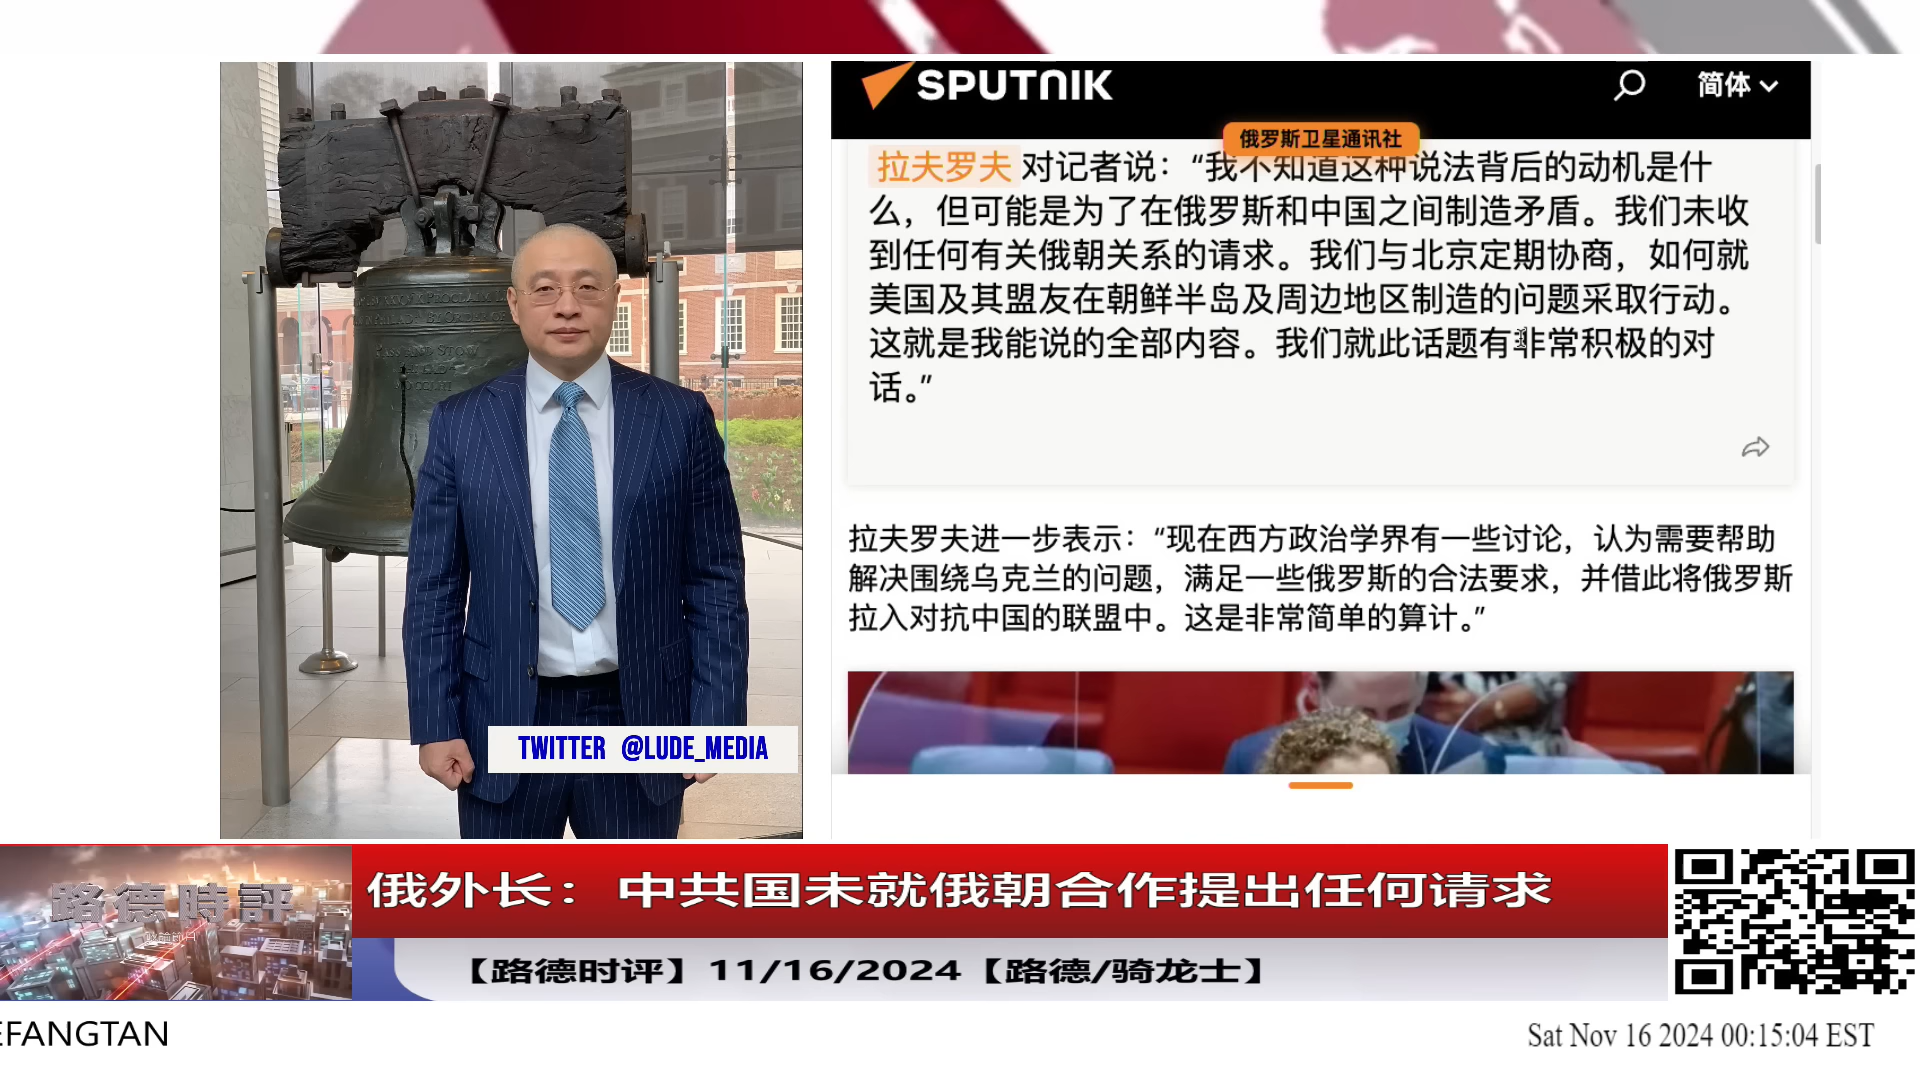 SPUTNIK
简体
俄罗斯卫星通讯社
拉夫罗夫 对记者说：“我不知道这种说法背后的动机是什
么，但可能是为了在俄罗斯和中国之间制造矛盾。我们未收
到任何有关俄朝关系的请求。我们与北京定期协商，如何就
美国及其盟友在朝鲜半岛及周边地区制造的问题采取行动。
这就是我能说的全部内容。我们就此话题有非常积极的对
话。”
拉夫罗夫进一步表示：“现在西方政治学界有一些讨论，认为需要帮助
解决围绕乌克兰的问题，满足一些俄罗斯的合法要求，并借此将俄罗斯
拉入对抗中国的联盟中。这是非常简单的算计。”
TWITTER @LUDE_MEDIA
路德時評
俄外长：中共国未就俄朝合作提出任何请求
【路德时评】11/16/2024【路德/骑龙士】
EFANGTAN
Sat Nov 16 2024 00:15:04 EST